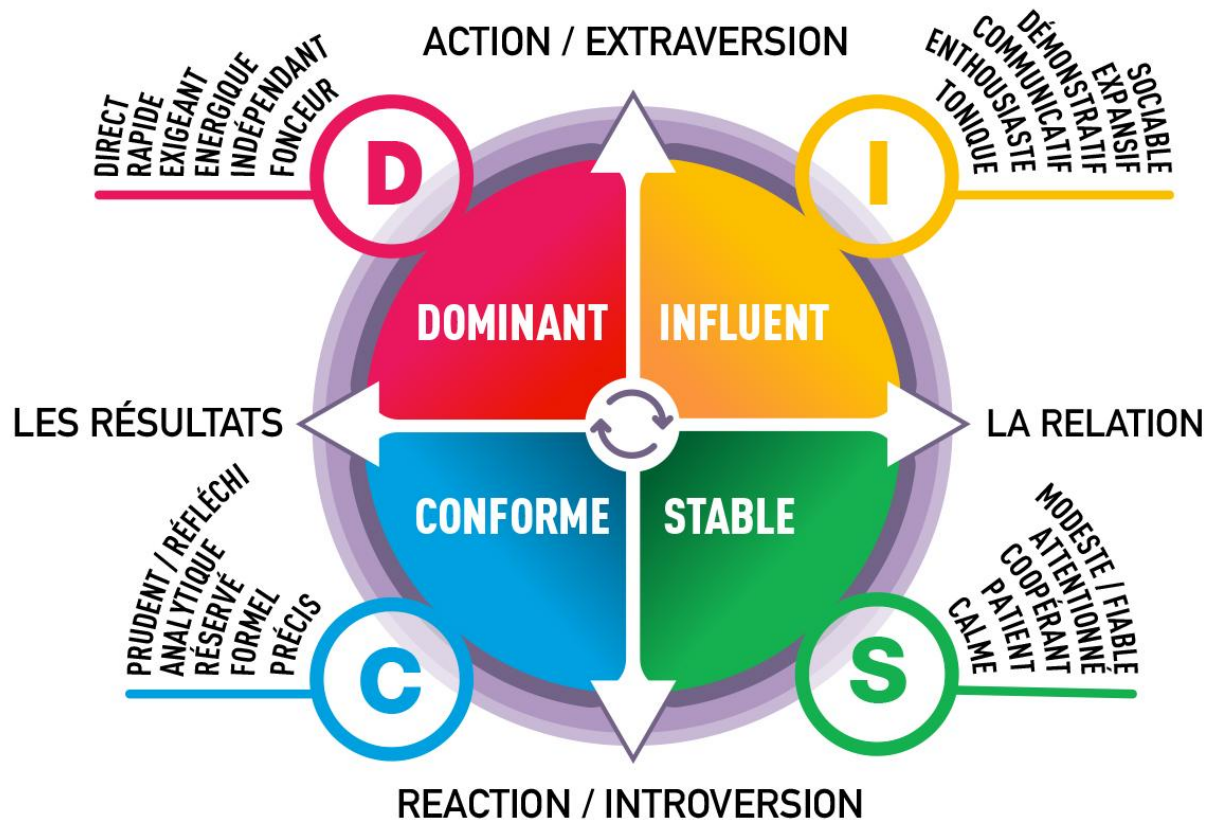 ACTION / EXTRAVERSION
DIRECT
RAPIDE
EXIGEANT
ENERGIQUE
INDÉPENDANT
FONCEUR
D
I
TONIQUE
ENTHOUSIASTE
COMMUNICATIF
DÉMONSTRATIF
EXPANSIF
SOCIABLE
DOMINANT
INFLUENT
LES RÉSULTATS
LA RELATION
CONFORME
STABLE
PRUDENT / RÉFLÉCHI
ANALYTIQUE
RÉSERVÉ
FORMEL
PRÉCIS
C
S
CALME
PATIENT
COOPÉRANT
ATTENTIONNÉ
MODESTE / FIABLE
REACTION / INTROVERSION